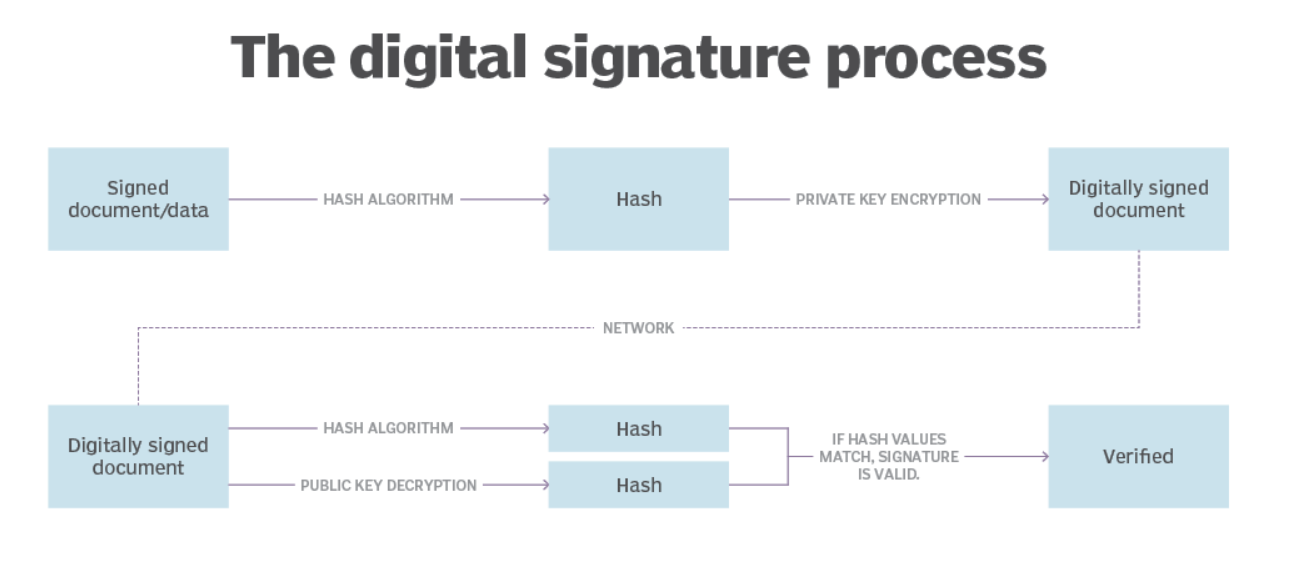 The digital signature process
Signed
document/data
HASH ALGORITHM
Hash
PRIVATE KEY ENCRYPTION
Digitally signed
document
NETWORK
Digitally signed
document
HASH ALGORITHM
Hash
PUBLIC KEY DECRYPTION
Hash
IF HASH VALUES
MATCH, SIGNATURE
IS VALID.
Verified